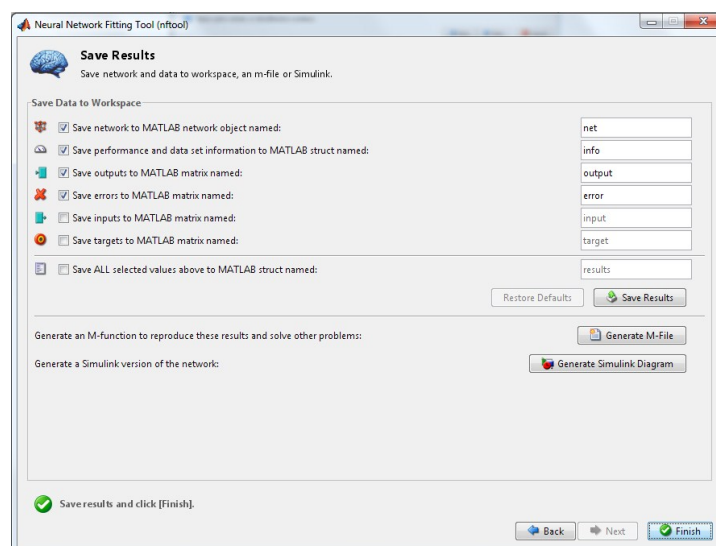 Neural Network Fitting Tool (nftool)
Save Results
Save network and data to workspace, an m-file or Simulink.
Save Data to Workspace
Save network to MATLAB network object named: net
Save performance and data set information to MATLAB struct named: info
Save outputs to MATLAB matrix named: output
Save errors to MATLAB matrix named: error
Save inputs to MATLAB matrix named: input
Save targets to MATLAB matrix named: target
Save ALL selected values above to MATLAB struct named: results
Restore Defaults Save Results
Generate an M-function to reproduce these results and solve other problems: Generate M-File
Generate a Simulink version of the network: Generate Simulink Diagram
Save results and click [Finish].
Back Next Finish